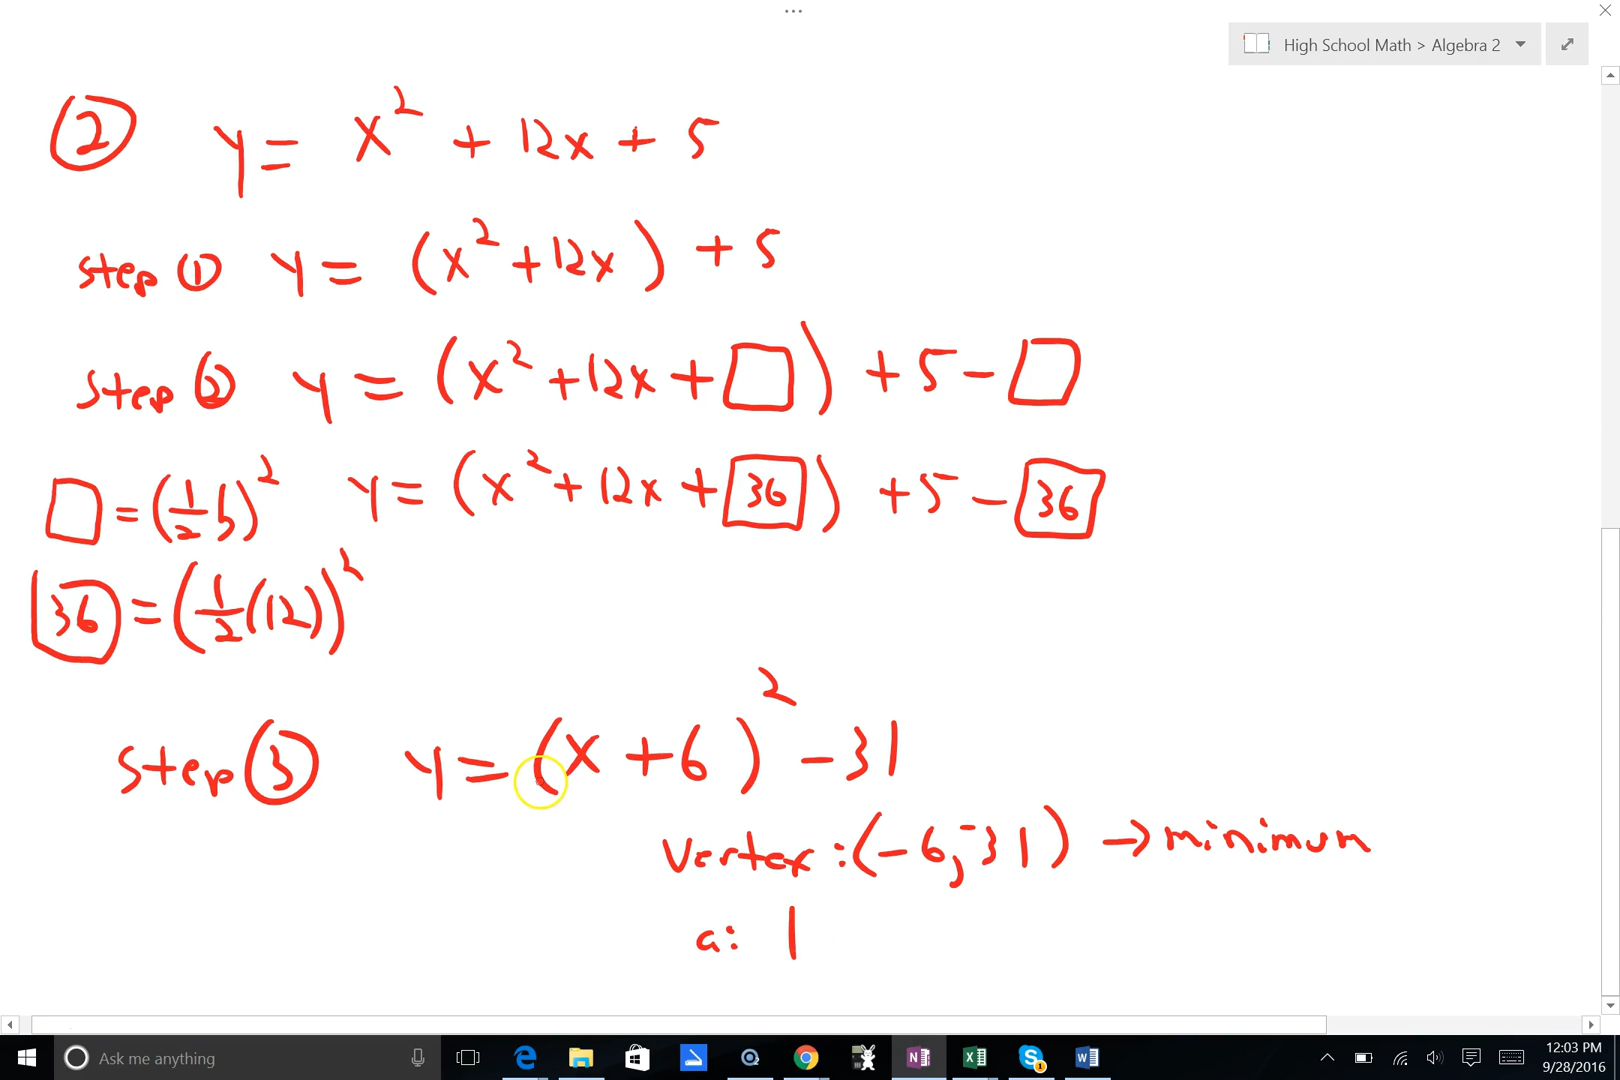 ...
High School Math > Algebra 2
② y = x² + 12x + 5
step ① y = (x² + 12x) + 5
step ② y = (x² + 12x + □) + 5 - □
□ = (1/2 b)² y = (x² + 12x + 36) + 5 - 36
36 = (1/2 (12))²
step ③ y = (x + 6)² - 31
Vertex: (-6, -31) → minimum
a: 1
Ask me anything
12:03 PM
9/28/2016